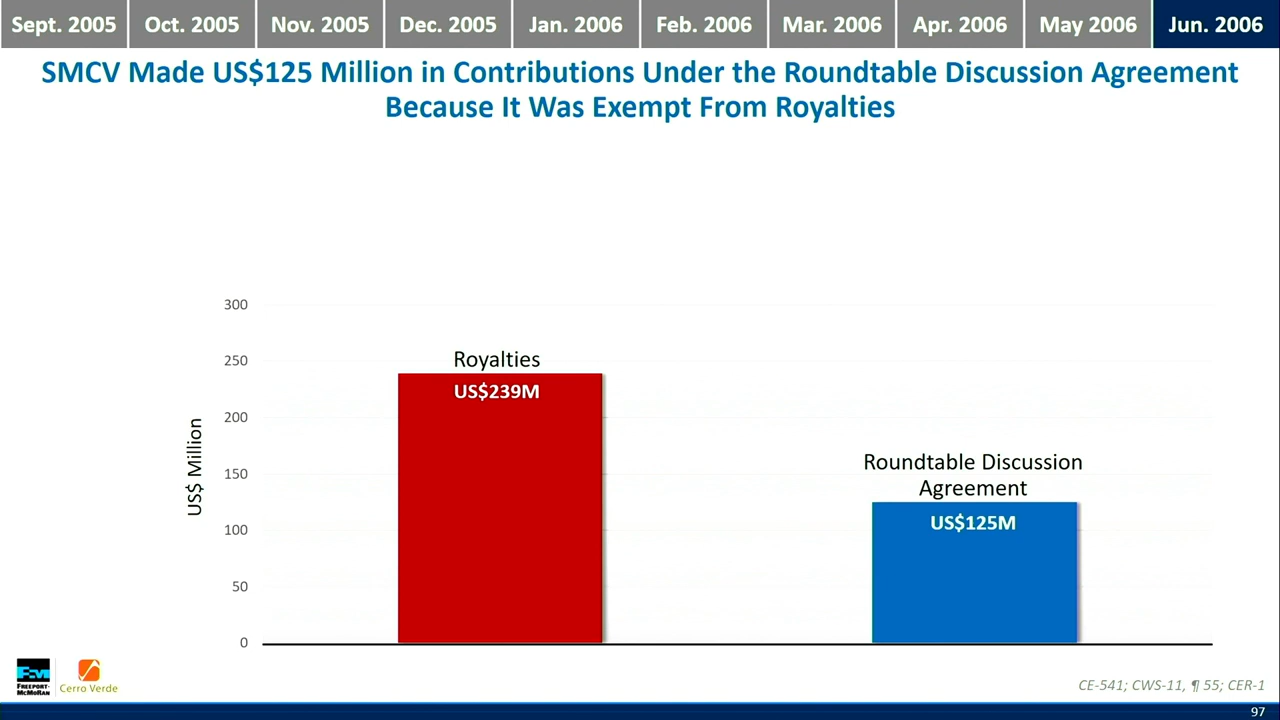 Sept. 2005 Oct. 2005 Nov. 2005 Dec. 2005 Jan. 2006 Feb. 2006 Mar. 2006 Apr. 2006 May 2006 Jun. 2006
SMCV Made US$125 Million in Contributions Under the Roundtable Discussion Agreement
Because It Was Exempt From Royalties
300
250
200
150
100
50
0
US$ Million
Royalties
US$239M
Roundtable Discussion
Agreement
US$125M
FREEPORT-
McMoRAN
Cerro Verde
CE-541; CWS-11, ¶ 55; CER-1
97